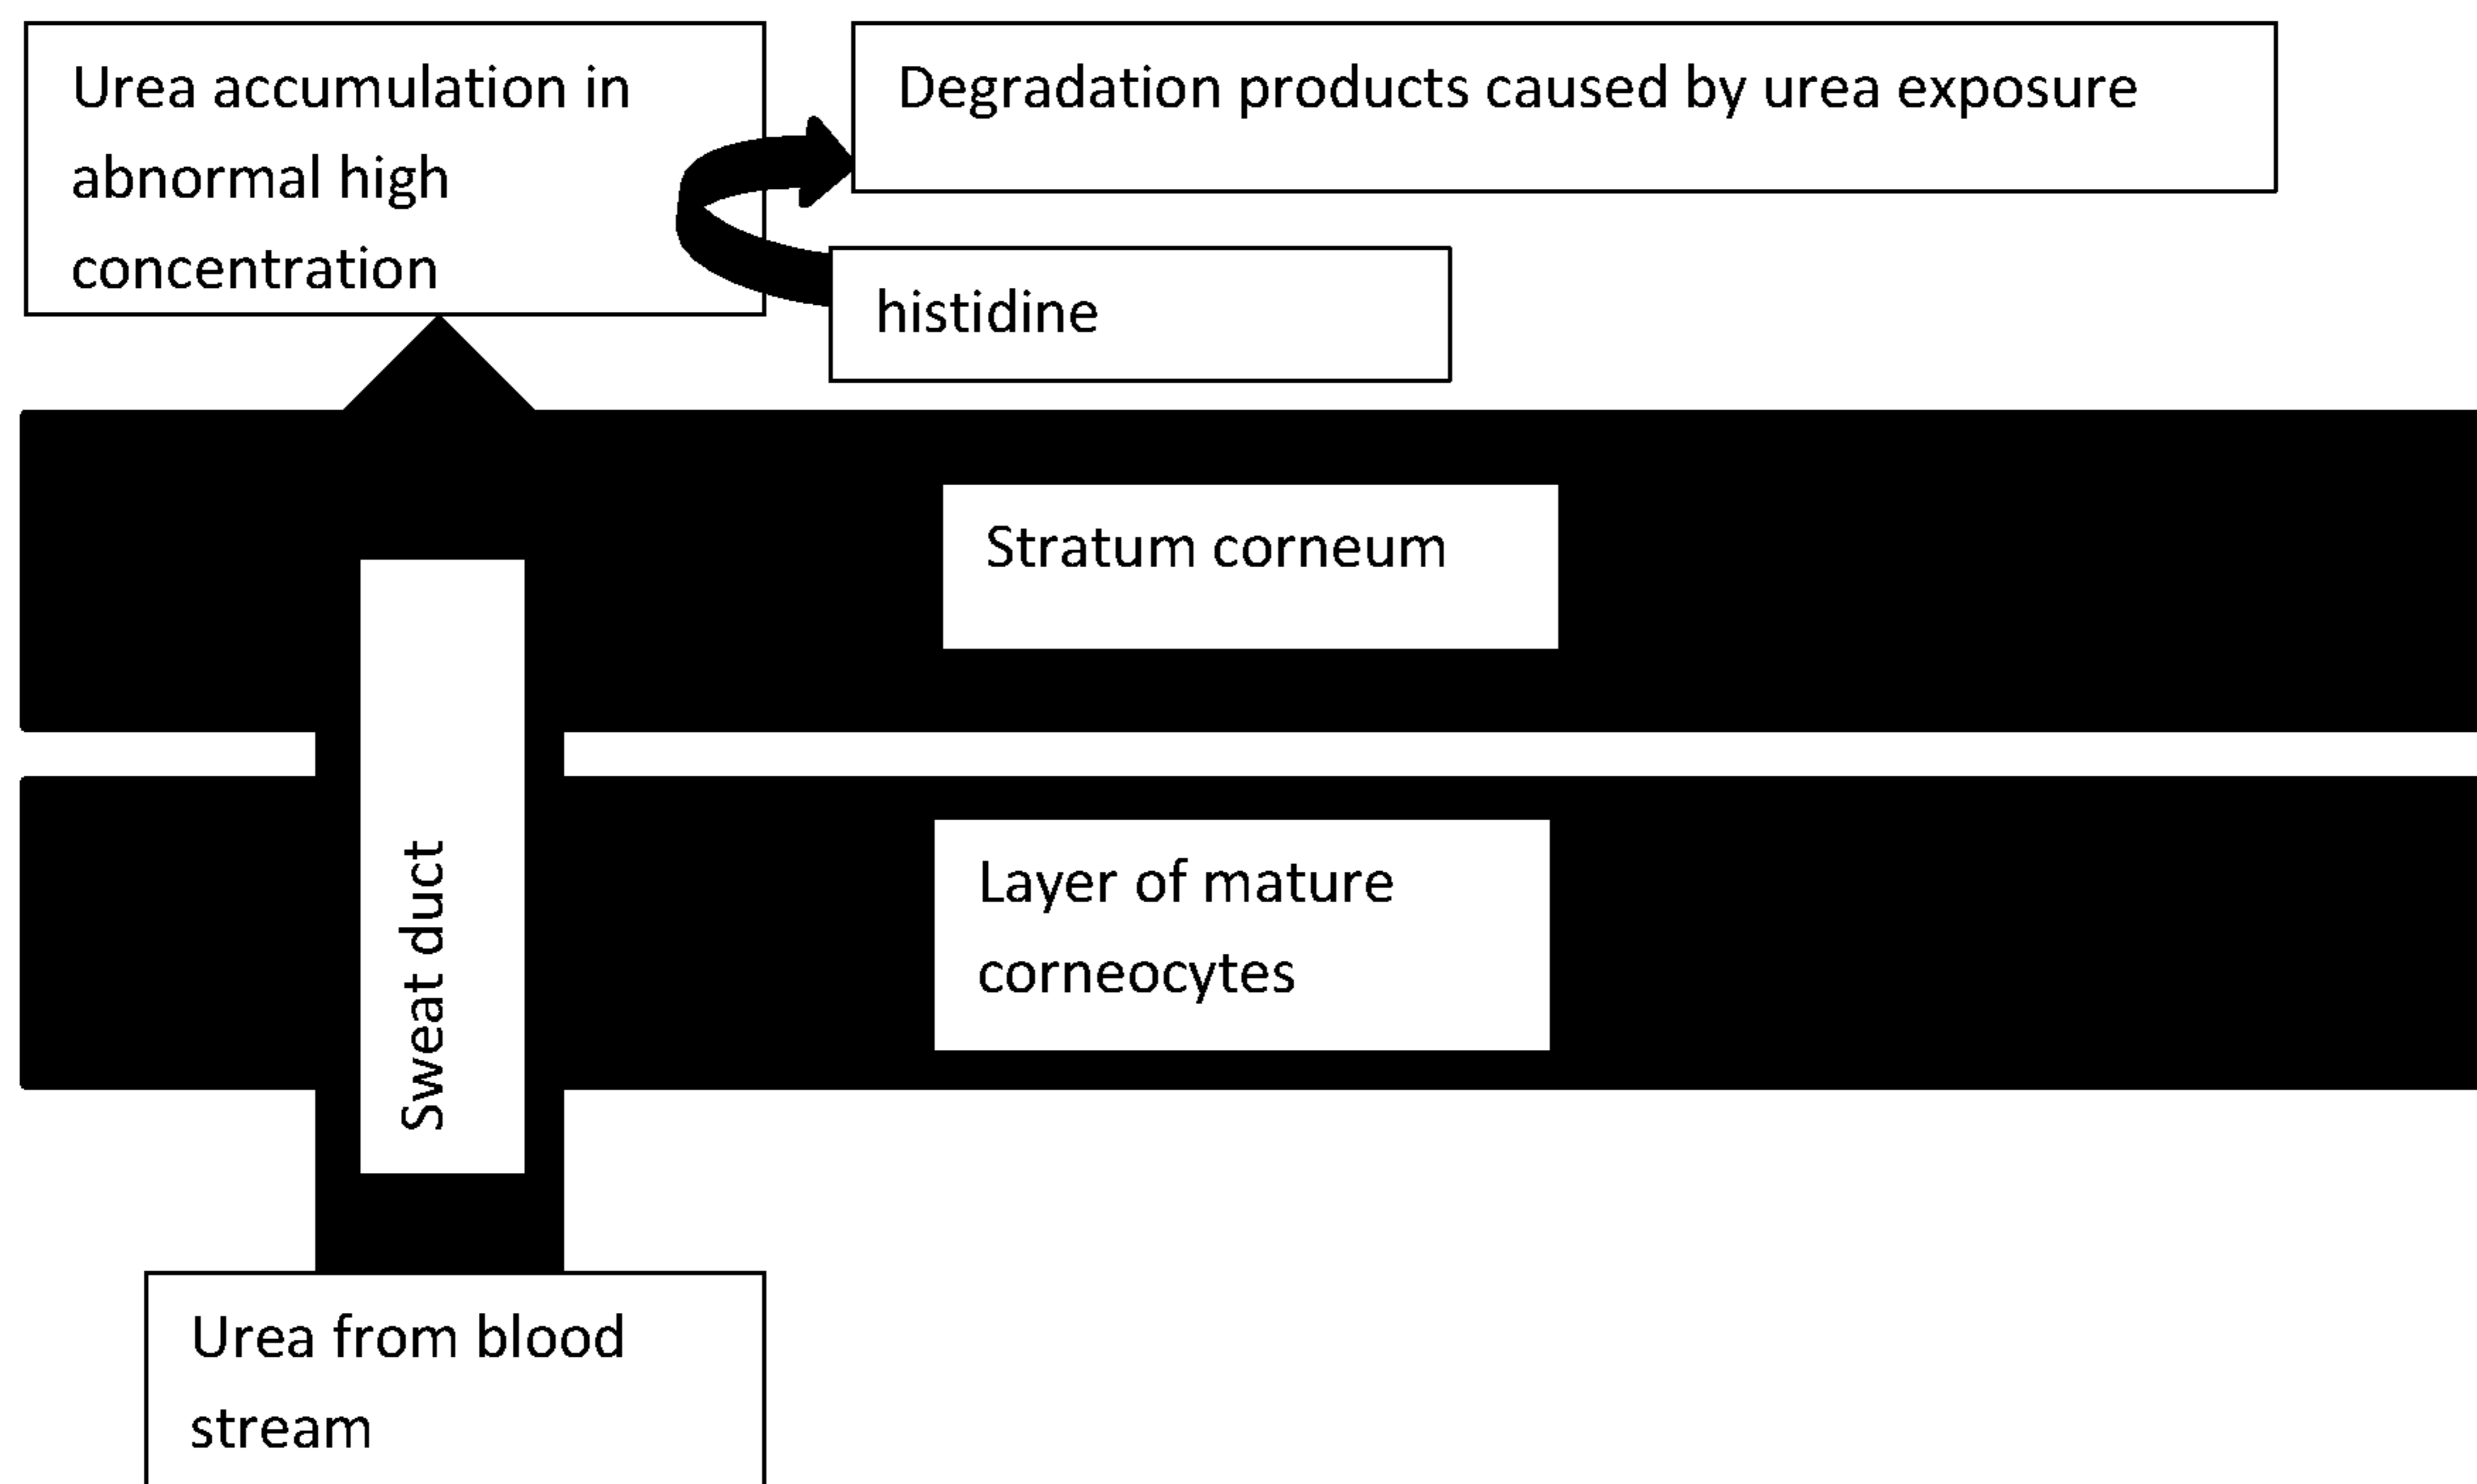 Urea accumulation in
abnormal high
concentration
Degradation products caused by urea exposure
histidine
Stratum corneum
Sweat duct
Layer of mature
corneocytes
Urea from blood
stream